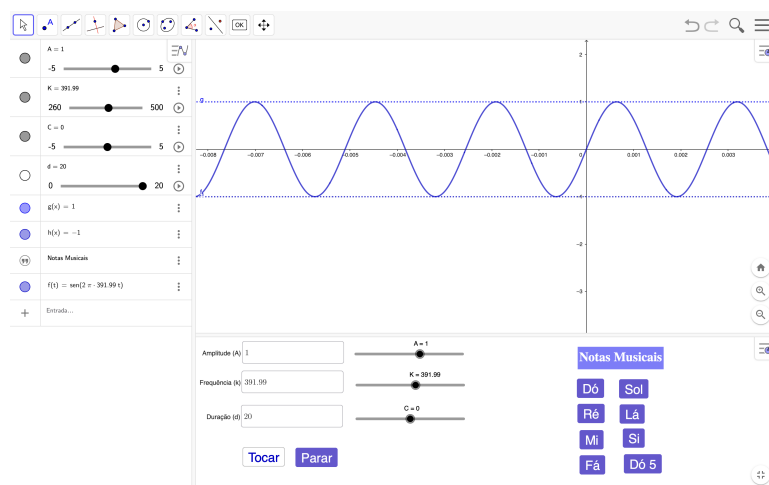 OK
A = 1
-5 5
K = 391.99
260 500
C = 0
-5 5
d = 20
0 20
g(x) = 1
h(x) = −1
Notas Musicais
f(t) = sen(2 π · 391.99 t)
Entrada...
2
g
1
−0.008 −0.007 −0.006 −0.005 −0.004 −0.003 −0.002 −0.001 0 0.001 0.002 0.003
h
−1
−2
−3
Amplitude (A) 1
A = 1
Frequência (k) 391.99
K = 391.99
Duração (d) 20
C = 0
Tocar Parar
Notas Musicais
Dó Sol
Ré Lá
Mi Si
Fá Dó 5